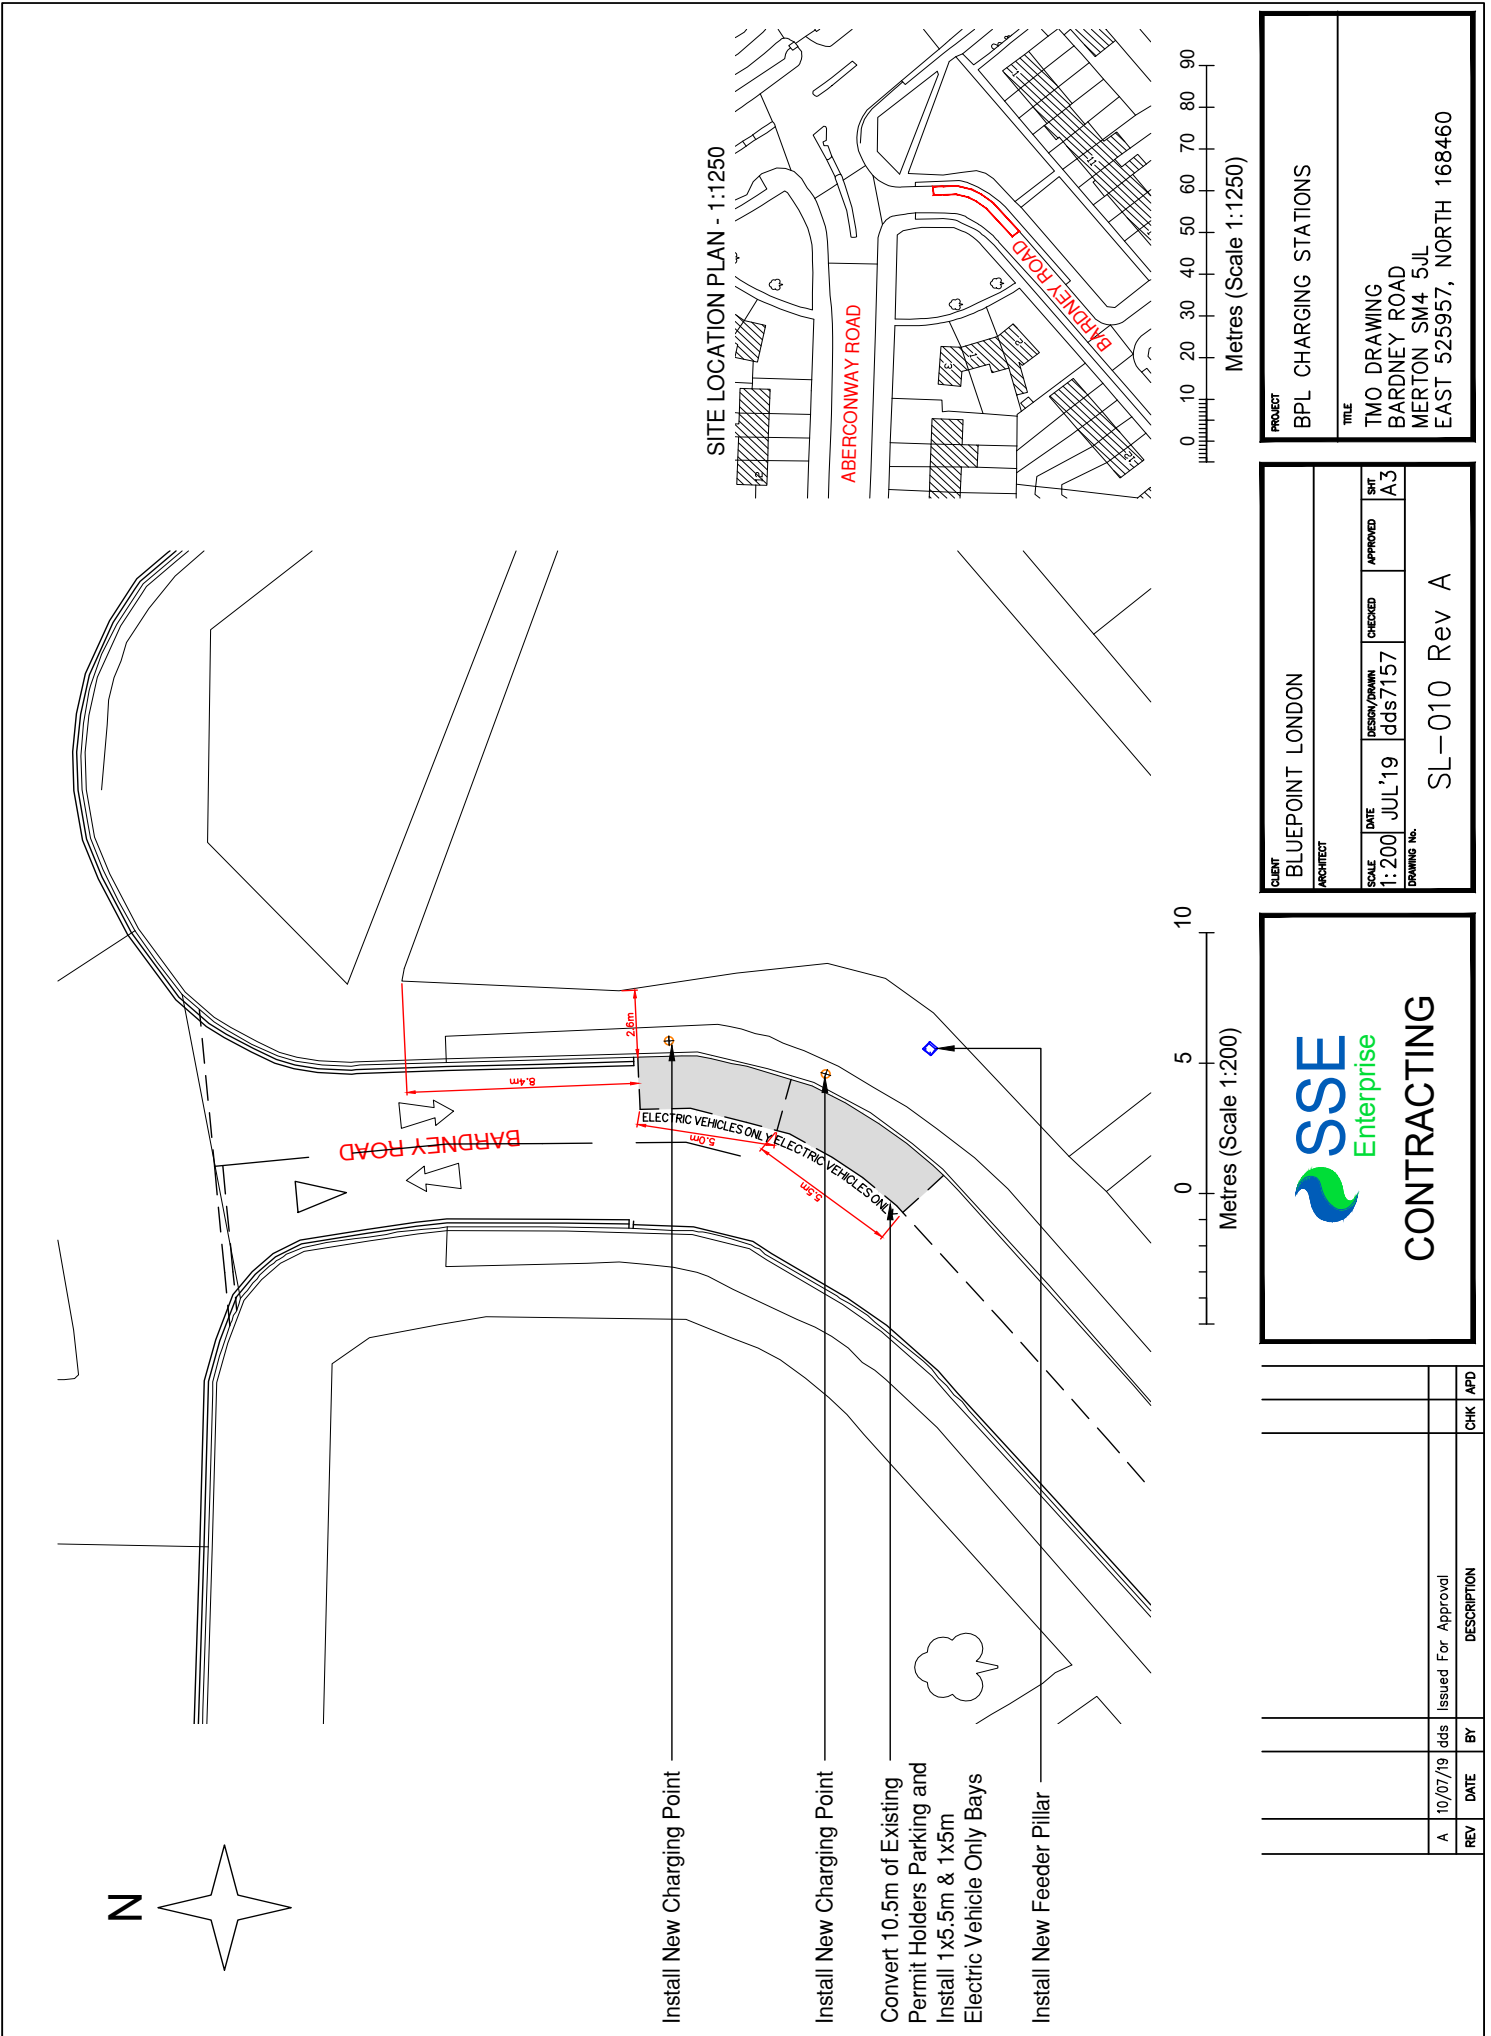 N
Install New Charging Point
Install New Charging Point
Convert 10.5m of Existing
Permit Holders Parking and
Install 1x5.5m & 1x5m
Electric Vehicle Only Bays
Install New Feeder Pillar
BARDNEY ROAD
8.4m
2.6m
ELECTRIC VEHICLES ONLY
5.0m
ELECTRIC VEHICLES ONLY
5.5m
0 5 10
Metres (Scale 1:200)
SITE LOCATION PLAN - 1:1250
ABERCONWAY ROAD
BARDNEY ROAD
0 10 20 30 40 50 60 70 80 90
Metres (Scale 1:1250)
A 10/07/19 dds Issued For Approval
REV DATE BY DESCRIPTION CHK APD
SSE
Enterprise
CONTRACTING
CLIENT
BLUEPOINT LONDON
ARCHITECT
SCALE DATE DESIGN/DRAWN CHECKED APPROVED SHT
1:200 JUL'19 dds7157 A3
DRAWING No.
SL-010 Rev A
PROJECT
BPL CHARGING STATIONS
TITLE
TMO DRAWING
BARDNEY ROAD
MERTON SM4 5JL
EAST 525957, NORTH 168460